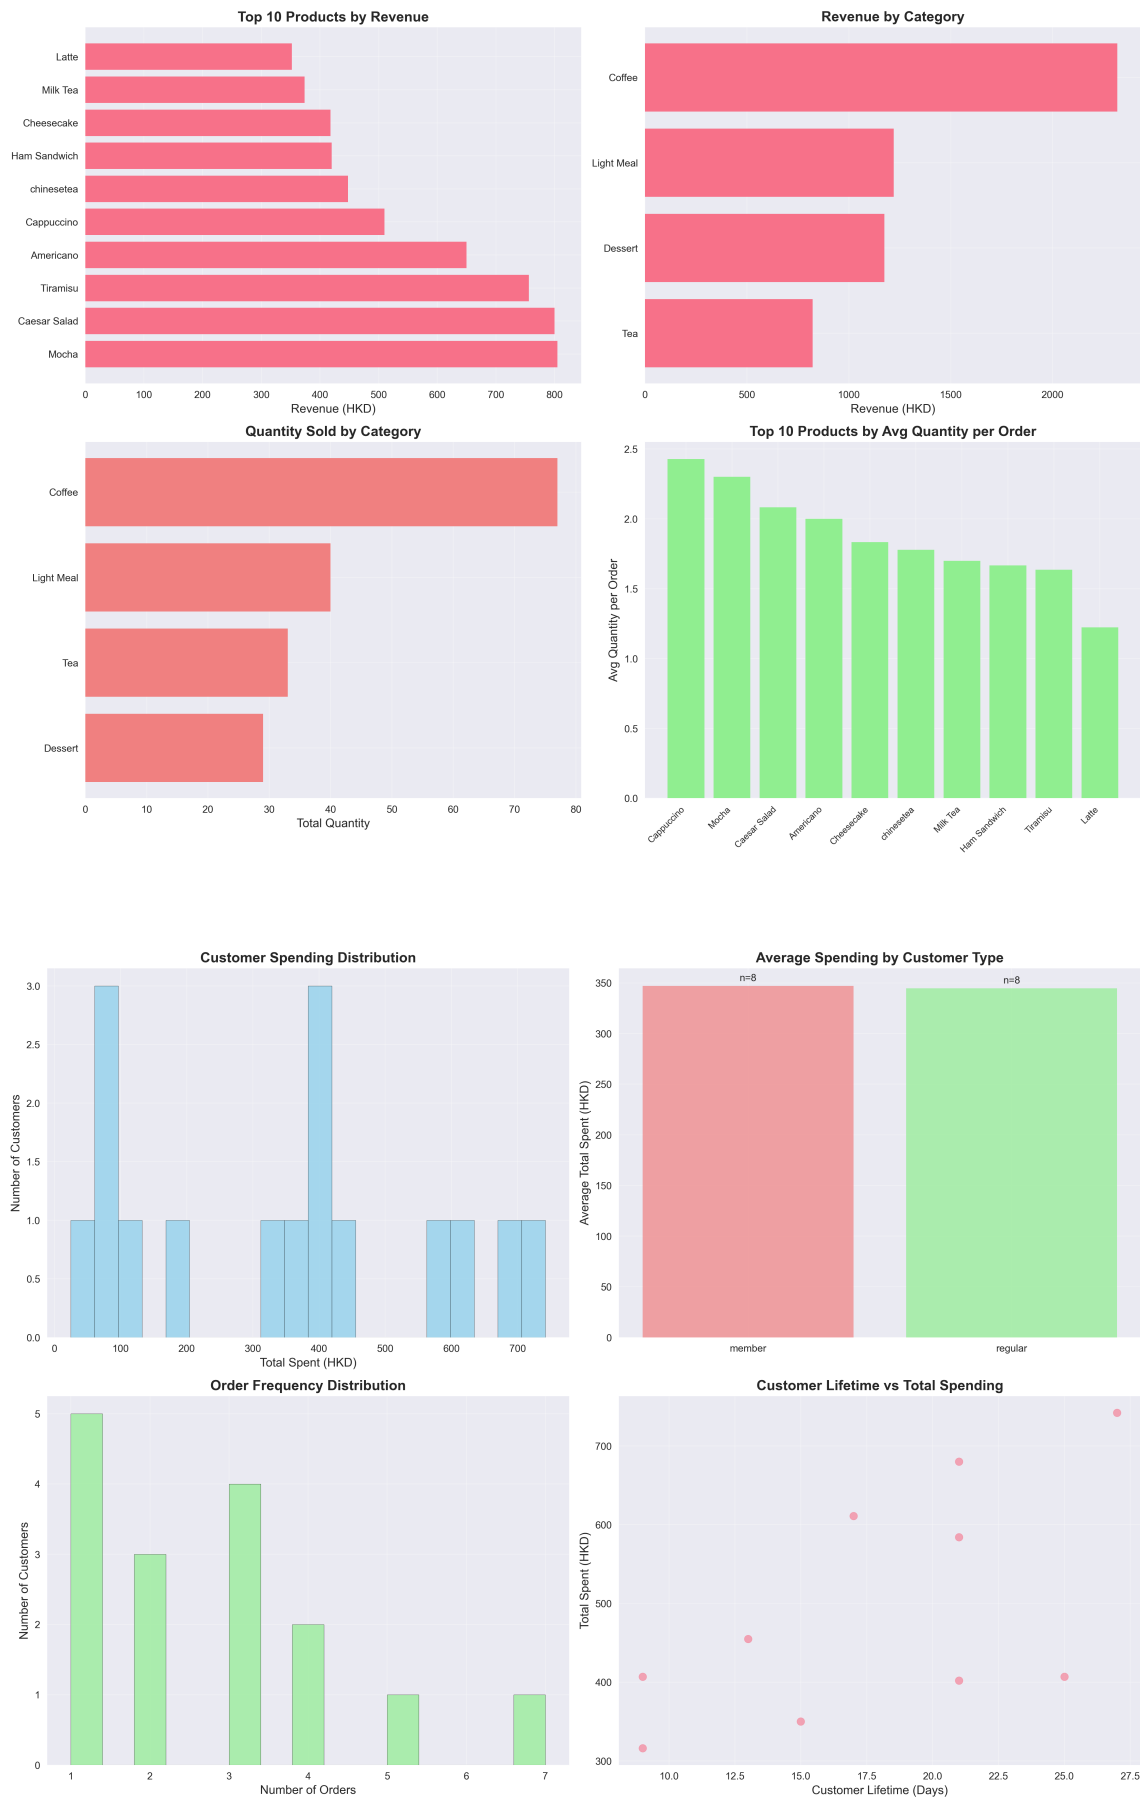 Top 10 Products by Revenue
Latte
Milk Tea
Cheesecake
Ham Sandwich
chinesetea
Cappuccino
Americano
Tiramisu
Caesar Salad
Mocha
0 100 200 300 400 500 600 700 800
Revenue (HKD)
Revenue by Category
Coffee
Light Meal
Dessert
Tea
0 500 1000 1500 2000
Revenue (HKD)
Quantity Sold by Category
Coffee
Light Meal
Tea
Dessert
0 10 20 30 40 50 60 70 80
Total Quantity
Top 10 Products by Avg Quantity per Order
Avg Quantity per Order
2.5
2.0
1.5
1.0
0.5
0.0
Cappuccino
Mocha
Caesar Salad
Americano
Cheesecake
chinesetea
Milk Tea
Ham Sandwich
Tiramisu
Latte
Customer Spending Distribution
Number of Customers
3.0
2.5
2.0
1.5
1.0
0.5
0.0
0 100 200 300 400 500 600 700
Total Spent (HKD)
Average Spending by Customer Type
Average Total Spent (HKD)
350
300
250
200
150
100
50
0
n=8
n=8
member
regular
Order Frequency Distribution
Number of Customers
5
4
3
2
1
0
1 2 3 4 5 6 7
Number of Orders
Customer Lifetime vs Total Spending
Total Spent (HKD)
700
600
500
400
300
10.0 12.5 15.0 17.5 20.0 22.5 25.0 27.5
Customer Lifetime (Days)